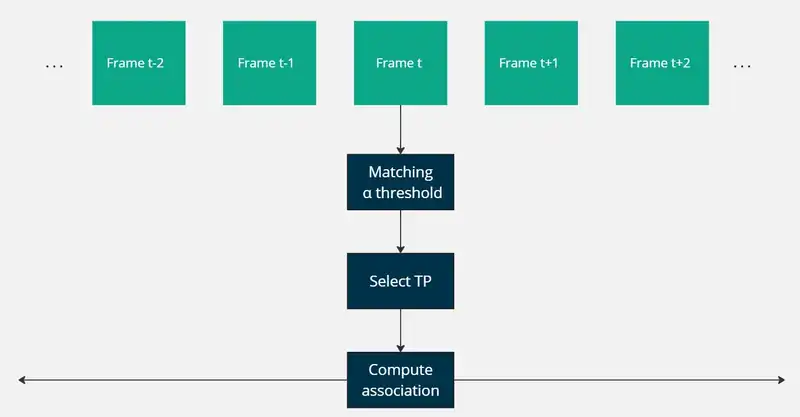 ... Frame t-2 Frame t-1 Frame t Frame t+1 Frame t+2 ...
Matching
α threshold
Select TP
Compute
association